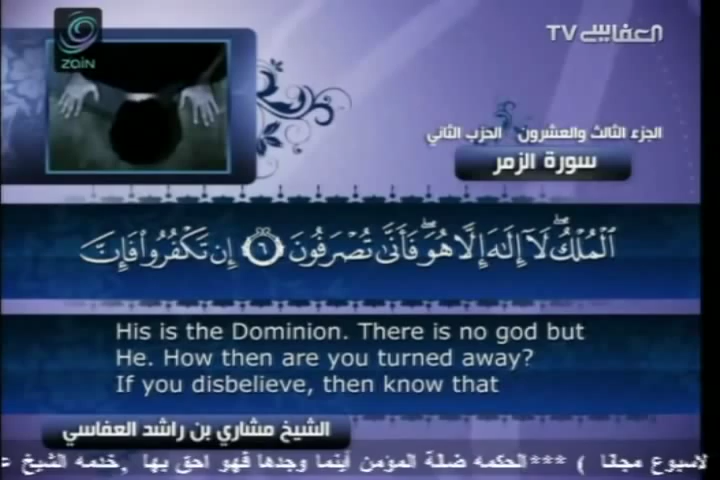 zain
العفاسي TV
الجزء الثالث والعشرون الحزب الثاني
سورة الزمر
الْمُلْكُ ۖ لَا إِلَٰهَ إِلَّا هُوَ ۖ فَأَنَّىٰ تُصْرَفُونَ ﴿٦﴾ إِن تَكْفُرُوا فَإِنَّ
His is the Dominion. There is no god but
He. How then are you turned away?
If you disbelieve, then know that
الشيخ مشاري بن راشد العفاسي
لاسبوع مجانا ) ***الحكمه ضلة المؤمن أينما وجدها فهو احق بها ,خدمه الشيخ